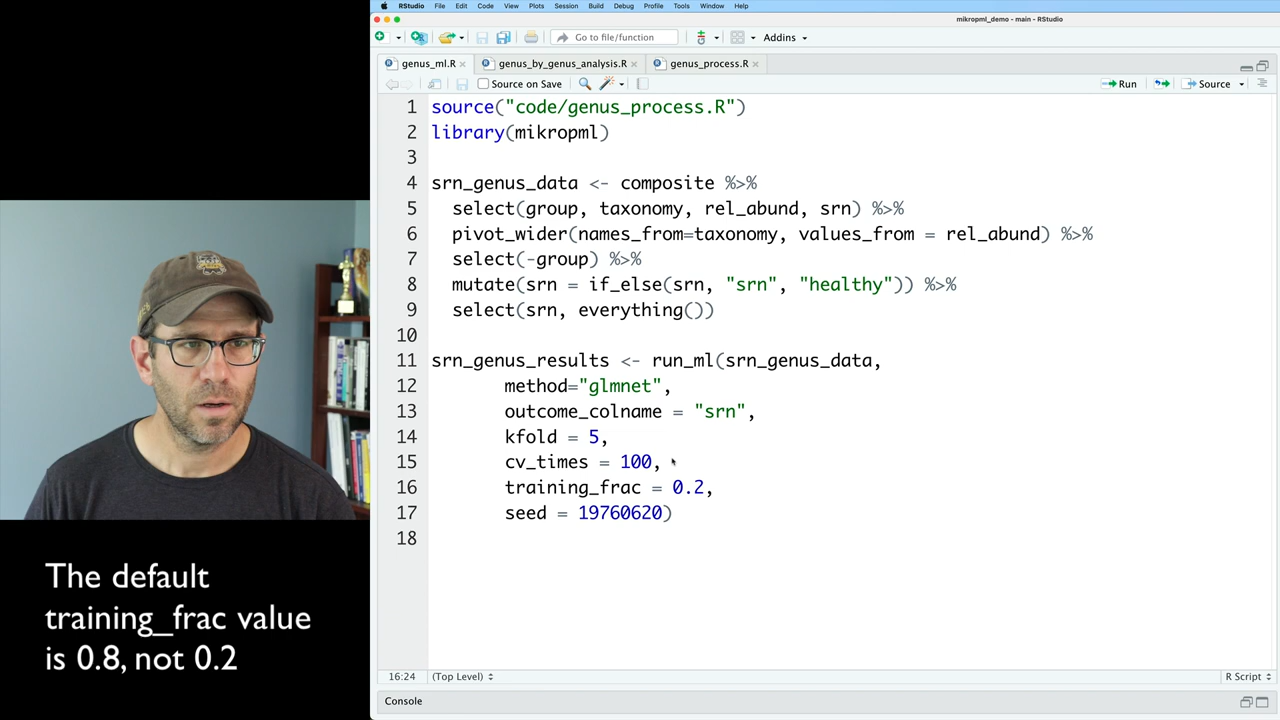 RStudio File Edit Code View Plots Session Build Debug Profile Tools Window Help
mikropml_demo - main - RStudio
Go to file/function Addins
genus_ml.R genus_by_genus_analysis.R genus_process.R
Source on Save Run Source
1 source("code/genus_process.R")
2 library(mikropml)
3
4 srn_genus_data <- composite %>%
5 select(group, taxonomy, rel_abund, srn) %>%
6 pivot_wider(names_from=taxonomy, values_from = rel_abund) %>%
7 select(-group) %>%
8 mutate(srn = if_else(srn, "srn", "healthy")) %>%
9 select(srn, everything())
10
11 srn_genus_results <- run_ml(srn_genus_data,
12 method="glmnet",
13 outcome_colname = "srn",
14 kfold = 5,
15 cv_times = 100,
16 training_frac = 0.2,
17 seed = 19760620)
18
16:24 (Top Level) R Script
Console
The default
training_frac value
is 0.8, not 0.2